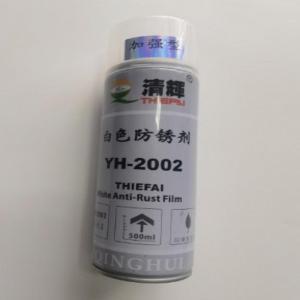 加强型
清輝®
THIEFAI
白色防锈剂
YH-2002
THIEFAI
White Anti-Rust Film
500ml
QINGHUI